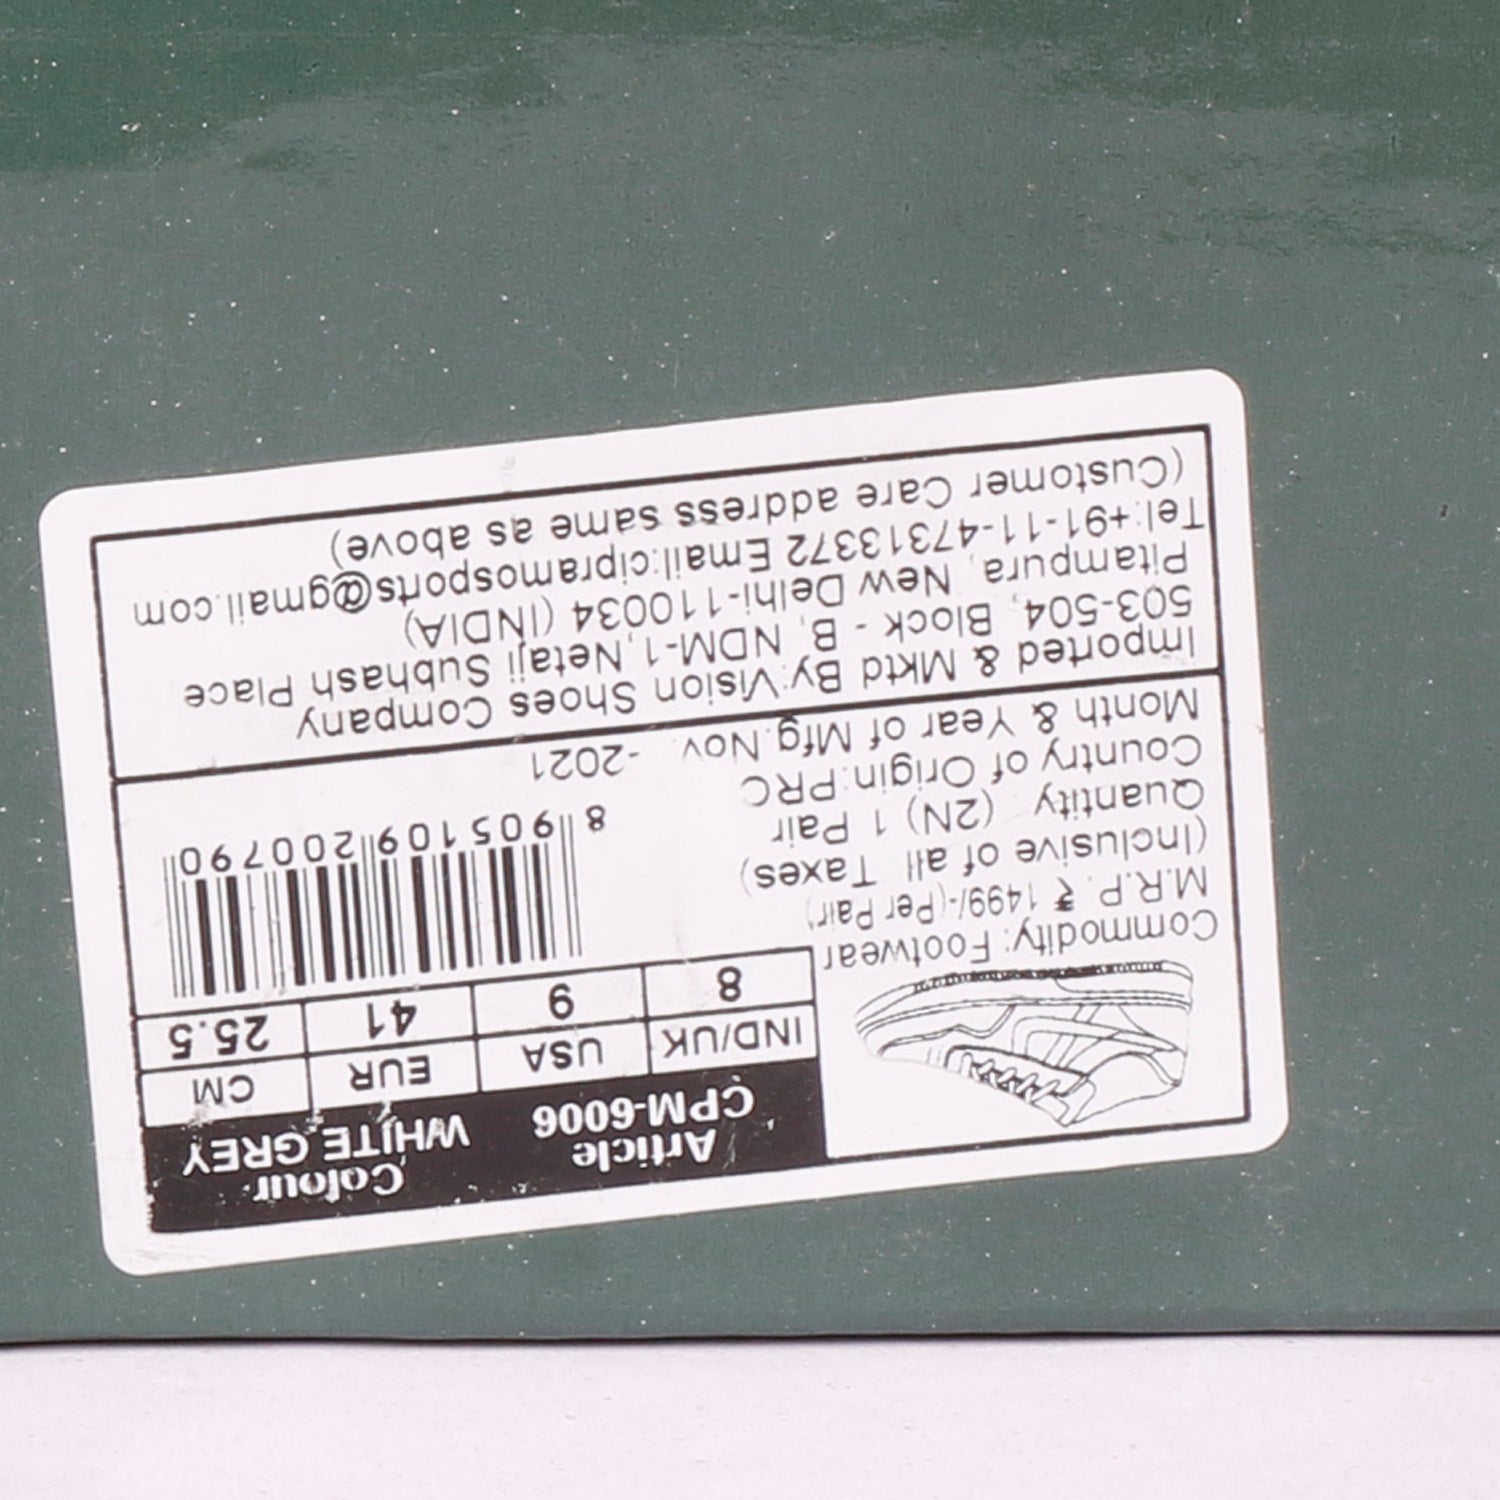 Article
CPM-6006
Colour
WHITE GREY
IND/UK USA EUR CM
8 9 41 25.5
Commodity: Footwear
M.R.P. ₹ 1499/-(Per Pair)
(Inclusive of all Taxes)
Quantity : (2N) 1 Pair
Country of Origin:PRC
Month & Year of Mfg.Nov. -2021
8 905109 200790
Imported & Mktd By:Vision Shoes Company
503-504, Block - B, NDM-1,Netaji Subhash Place
Pitampura, New Delhi-110034 (INDIA)
Tel:+91-11-47313372 Email:cipramosports@gmail.com
(Customer Care address same as above)